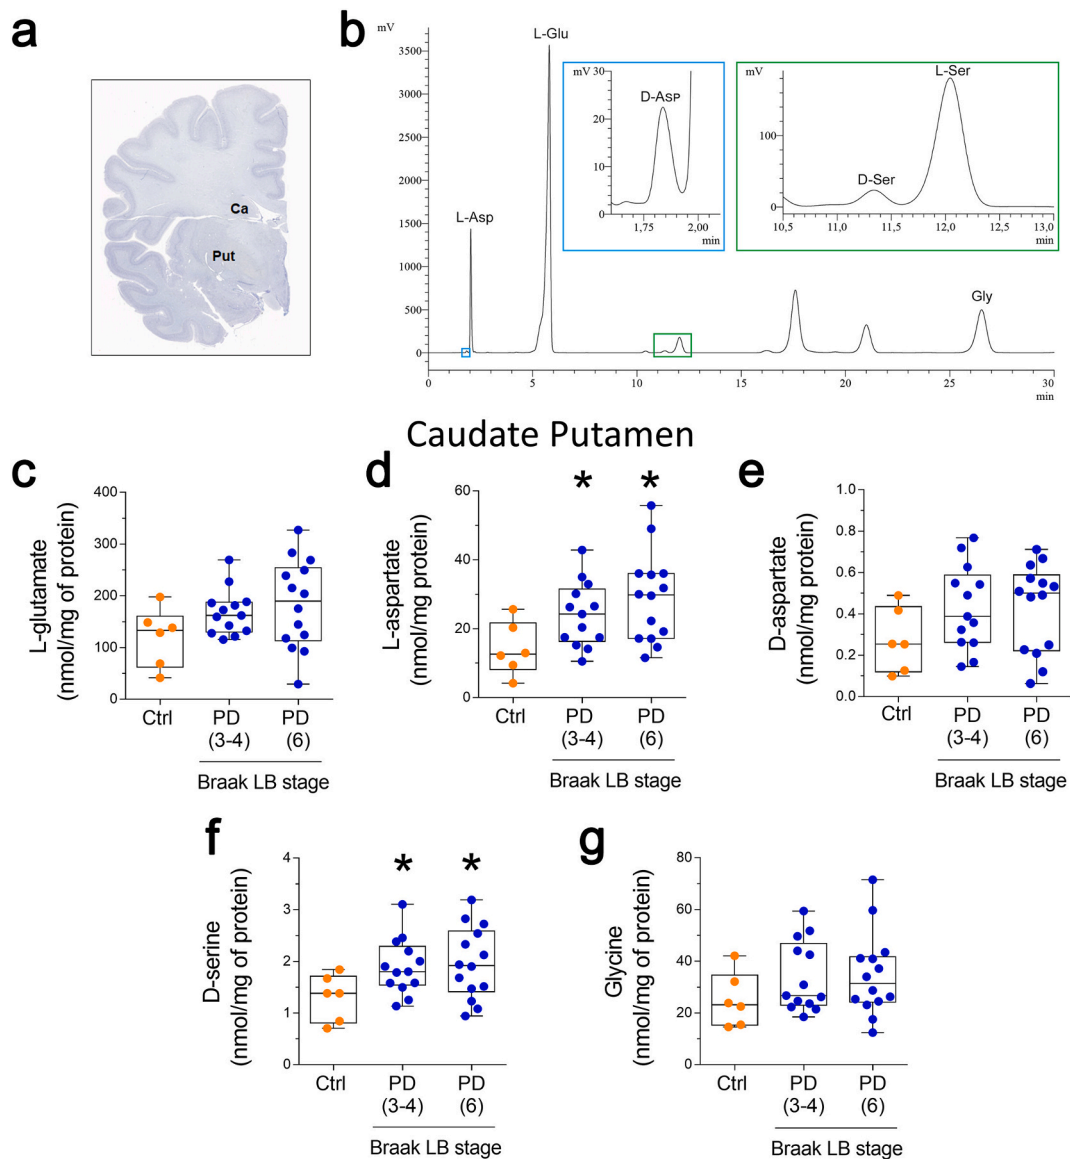 a
Ca
Put
b
mV
L-Glu
L-Asp
Gly
3500
3000
2500
2000
1500
1000
500
0
0 5 10 15 20 25 30
min
mV 30
D-Asp
20
10
0
1,75 2,00
min
mV
L-Ser
D-Ser
100
0
10,5 11,0 11,5 12,0 12,5 13,0
min
Caudate Putamen
c
L-glutamate
(nmol/mg of protein)
400
300
200
100
0
Ctrl PD PD
(3-4) (6)
Braak LB stage
d
* *
L-aspartate
(nmol/mg protein)
60
40
20
0
Ctrl PD PD
(3-4) (6)
Braak LB stage
e
D-aspartate
(nmol/mg protein)
1.0
0.8
0.6
0.4
0.2
0.0
Ctrl PD PD
(3-4) (6)
Braak LB stage
f
* *
D-serine
(nmol/mg of protein)
4
3
2
1
0
Ctrl PD PD
(3-4) (6)
Braak LB stage
g
Glycine
(nmol/mg of protein)
80
60
40
20
0
Ctrl PD PD
(3-4) (6)
Braak LB stage